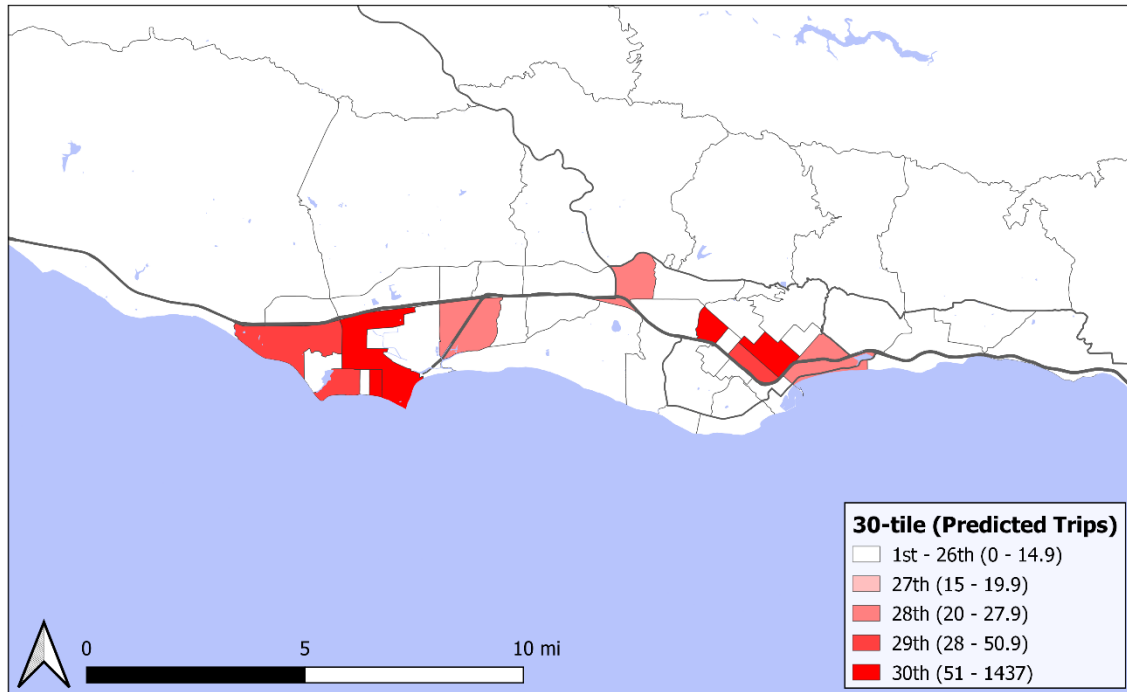 0 5 10 mi
30-tile (Predicted Trips)
1st - 26th (0 - 14.9)
27th (15 - 19.9)
28th (20 - 27.9)
29th (28 - 50.9)
30th (51 - 1437)